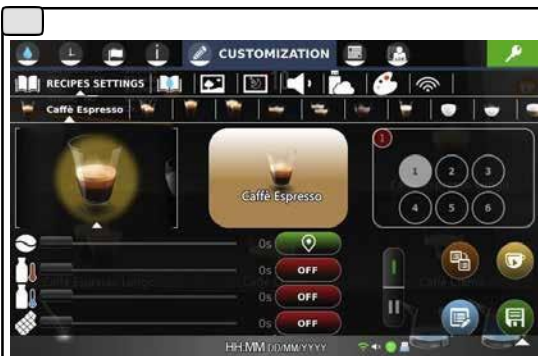 CUSTOMIZATION
RECIPES SETTINGS
Caffè Espresso
1
Caffè Espresso
1 2 3
4 5 6
0s
0s OFF
0s OFF
0s OFF
HH:MM DD/MM/YYYY